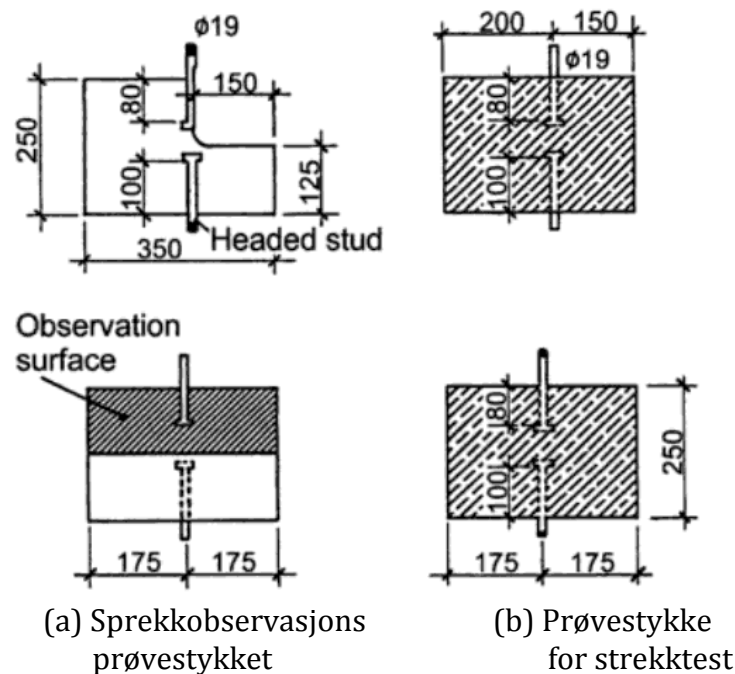 ø19
150
80
250
100
125
Headed stud
350
200 150
ø19
80
100
Observation
surface
175 175
80
100
250
175 175
(a) Sprekkobservasjons
prøvestykket
(b) Prøvestykke
for strekktest